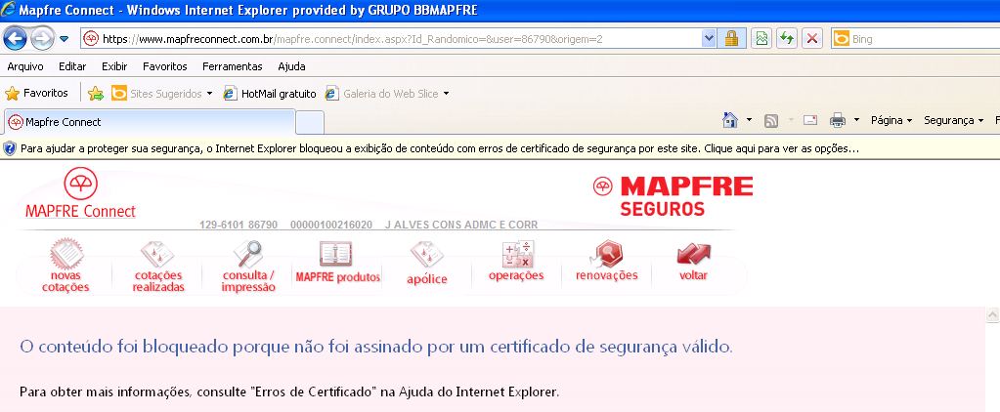 Mapfre Connect - Windows Internet Explorer provided by GRUPO BBMAPFRE
https://www.mapfreconnect.com.br/mapfre.connect/index.aspx?Id_Randomico=&user=86790&origem=2
Bing
Arquivo Editar Exibir Favoritos Ferramentas Ajuda
Favoritos Sites Sugeridos HotMail gratuito Galeria do Web Slice
Mapfre Connect Página Segurança F
Para ajudar a proteger sua segurança, o Internet Explorer bloqueou a exibição de conteúdo com erros de certificado de segurança por este site. Clique aqui para ver as opções...
MAPFRE Connect
MAPFRE
SEGUROS
129-6101 86790 00000100216020 J ALVES CONS ADMC E CORR
novas
cotações
cotações
realizadas
consulta /
impressão
MAPFRE produtos
apólice
operações
renovações
voltar
O conteúdo foi bloqueado porque não foi assinado por um certificado de segurança válido.
Para obter mais informações, consulte "Erros de Certificado" na Ajuda do Internet Explorer.